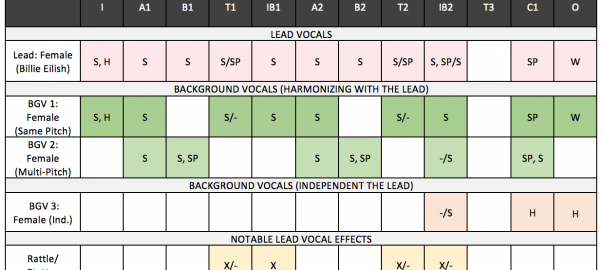 I A1 B1 T1 IB1 A2 B2 T2 IB2 T3 C1 O
LEAD VOCALS
Lead: Female
(Billie Eilish)
S, H S S S/SP S S S S/SP S, SP/S SP W
BACKGROUND VOCALS (HARMONIZING WITH THE LEAD)
BGV 1:
Female
(Same Pitch)
S, H S S/- S S S/- S SP W
BGV 2:
Female
(Multi-Pitch)
S S, SP S S, SP -/S SP, S
BACKGROUND VOCALS (INDEPENDENT THE LEAD)
BGV 3:
Female (Ind.)
-/S H H
NOTABLE LEAD VOCAL EFFECTS
Rattle/
X/- X X/- X/-